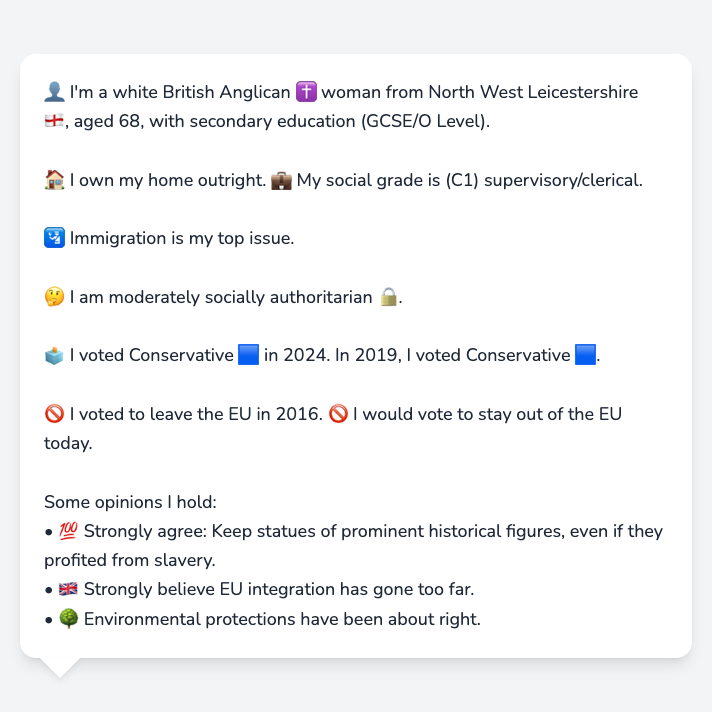 👤 I'm a white British Anglican ✝️ woman from North West Leicestershire
🏴󠁧󠁢󠁥󠁮󠁧󠁿, aged 68, with secondary education (GCSE/O Level).
🏠 I own my home outright. 💼 My social grade is (C1) supervisory/clerical.
🛂 Immigration is my top issue.
🤔 I am moderately socially authoritarian 🔒.
🗳️ I voted Conservative 🟦 in 2024. In 2019, I voted Conservative 🟦.
🚫 I voted to leave the EU in 2016. 🚫 I would vote to stay out of the EU
today.
Some opinions I hold:
• 💯 Strongly agree: Keep statues of prominent historical figures, even if they
profited from slavery.
• 🇬🇧 Strongly believe EU integration has gone too far.
• 🌳 Environmental protections have been about right.